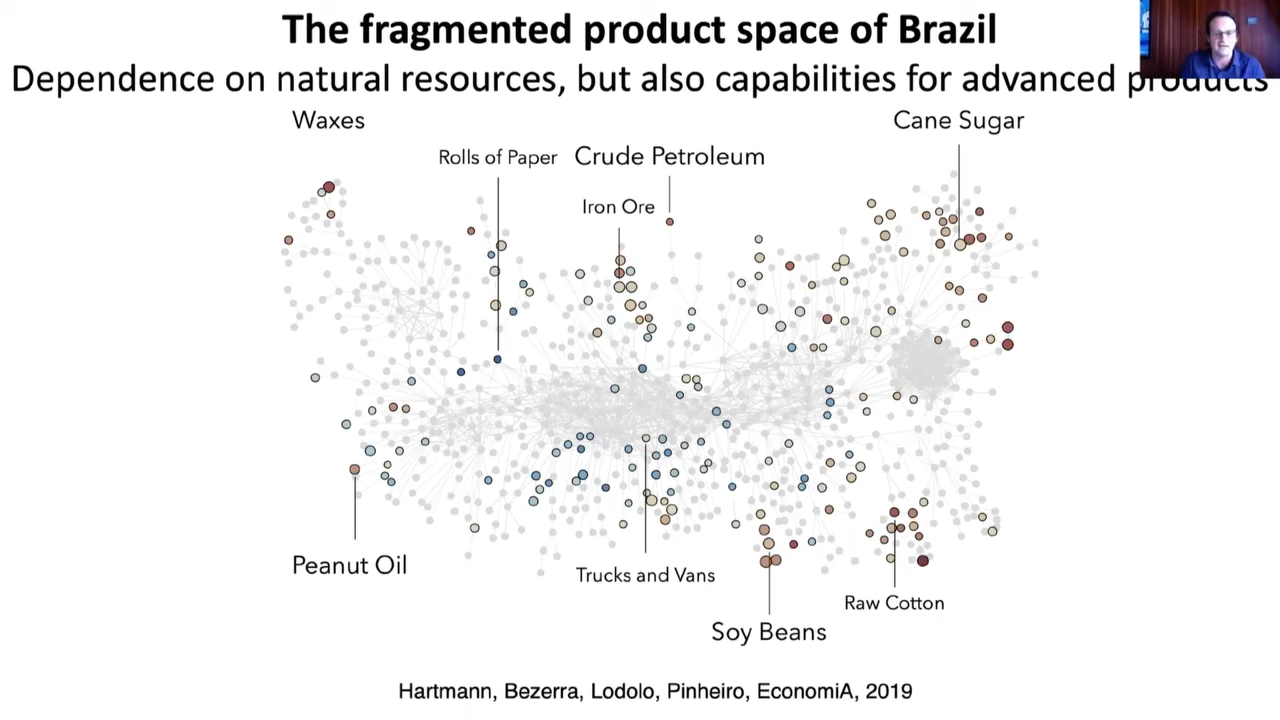 The fragmented product space of Brazil
Dependence on natural resources, but also capabilities for advanced products
Waxes
Cane Sugar
Rolls of Paper
Crude Petroleum
Iron Ore
Peanut Oil
Trucks and Vans
Raw Cotton
Soy Beans
Hartmann, Bezerra, Lodolo, Pinheiro, EconomiA, 2019